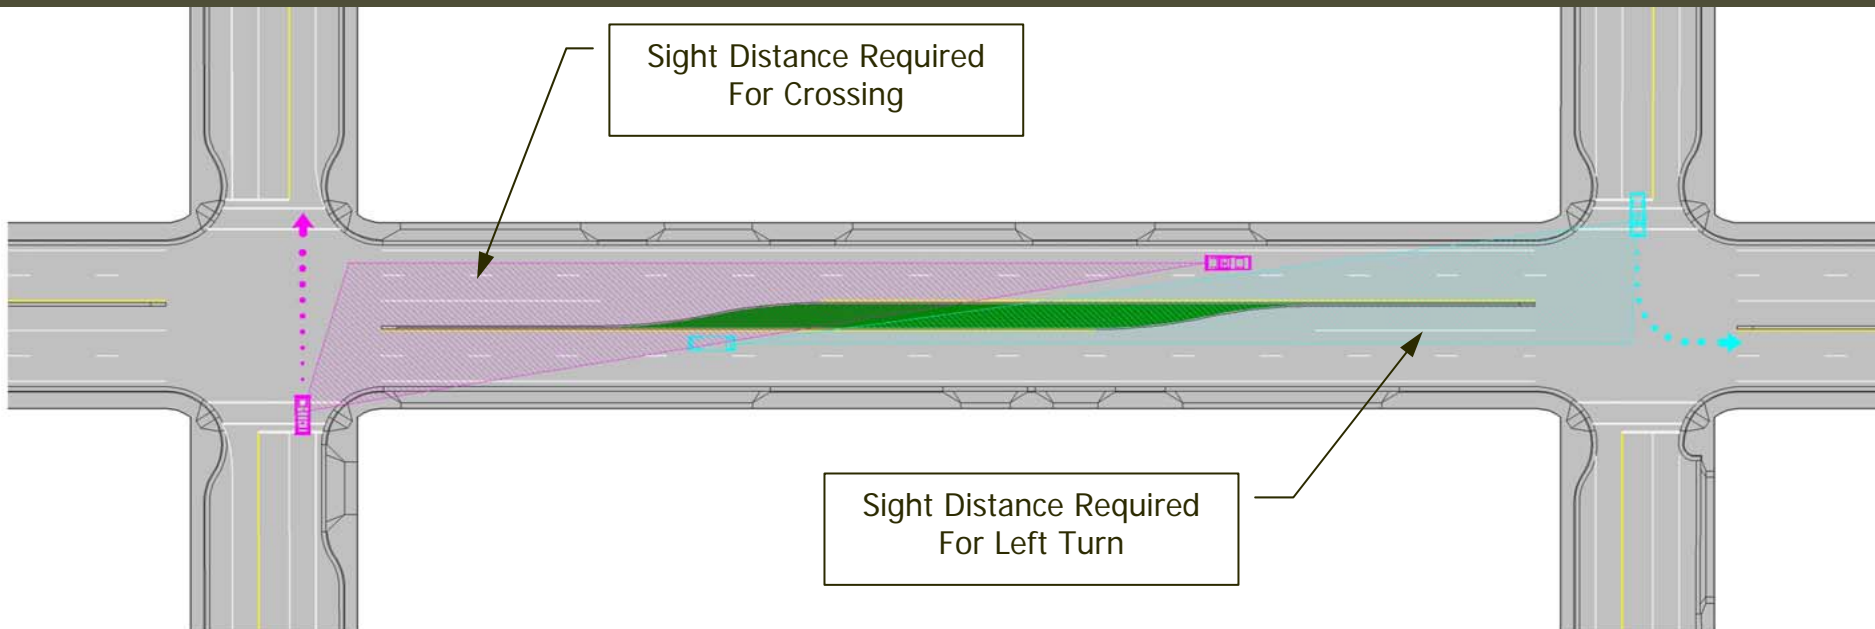 Sight Distance Required
For Crossing
Sight Distance Required
For Left Turn